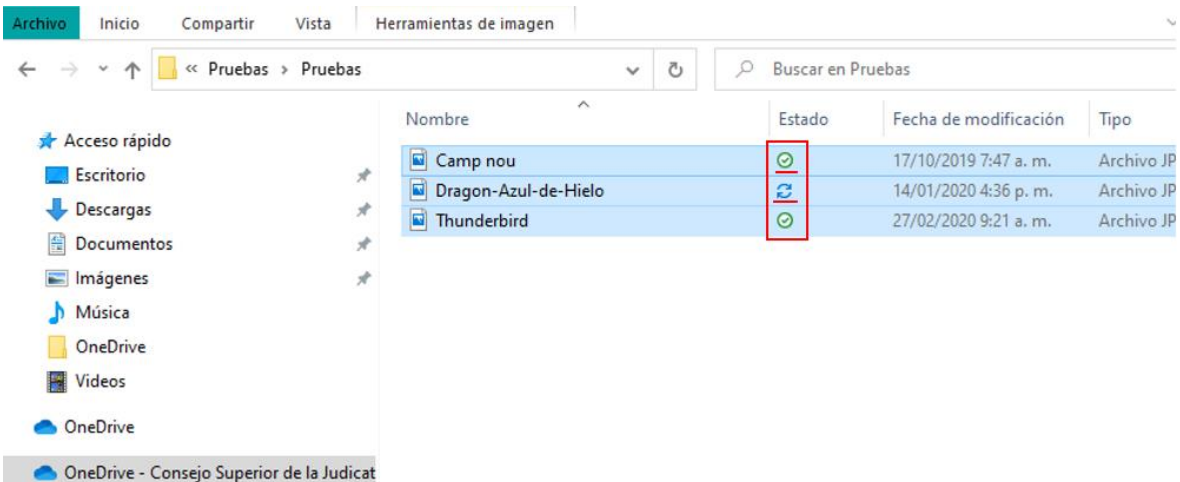 Archivo Inicio Compartir Vista Herramientas de imagen
« Pruebas > Pruebas Buscar en Pruebas
Nombre Estado Fecha de modificación Tipo
Acceso rápido
Camp nou 17/10/2019 7:47 a. m. Archivo JP
Escritorio
Dragon-Azul-de-Hielo 14/01/2020 4:36 p. m. Archivo JP
Descargas
Thunderbird 27/02/2020 9:21 a. m. Archivo JP
Documentos
Imágenes
Música
OneDrive
Videos
OneDrive
OneDrive - Consejo Superior de la Judicat